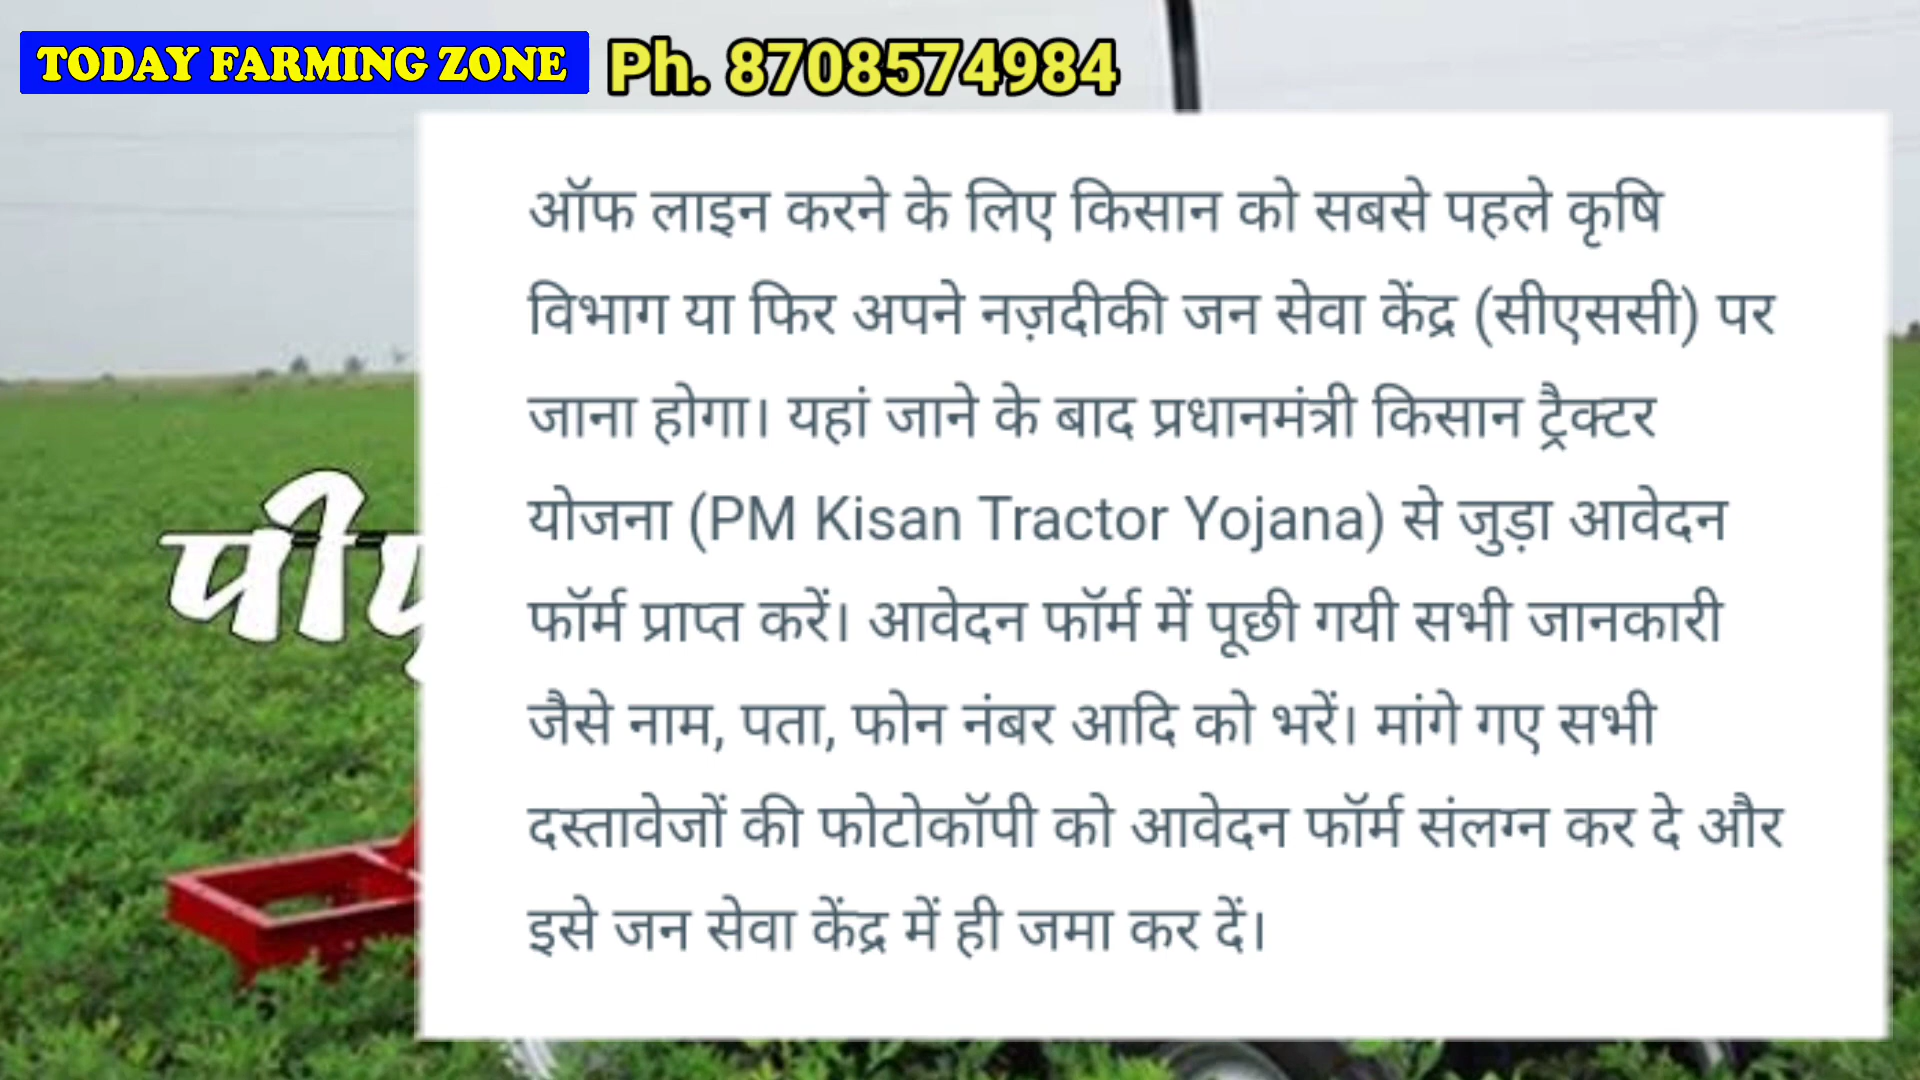 TODAY FARMING ZONE Ph. 8708574984
ऑफ लाइन करने के लिए किसान को सबसे पहले कृषि
विभाग या फिर अपने नज़दीकी जन सेवा केंद्र (सीएससी) पर
जाना होगा। यहां जाने के बाद प्रधानमंत्री किसान ट्रैक्टर
योजना (PM Kisan Tractor Yojana) से जुड़ा आवेदन
फॉर्म प्राप्त करें। आवेदन फॉर्म में पूछी गयी सभी जानकारी
जैसे नाम, पता, फोन नंबर आदि को भरें। मांगे गए सभी
दस्तावेजों की फोटोकॉपी को आवेदन फॉर्म संलग्न कर दे और
इसे जन सेवा केंद्र में ही जमा कर दें।